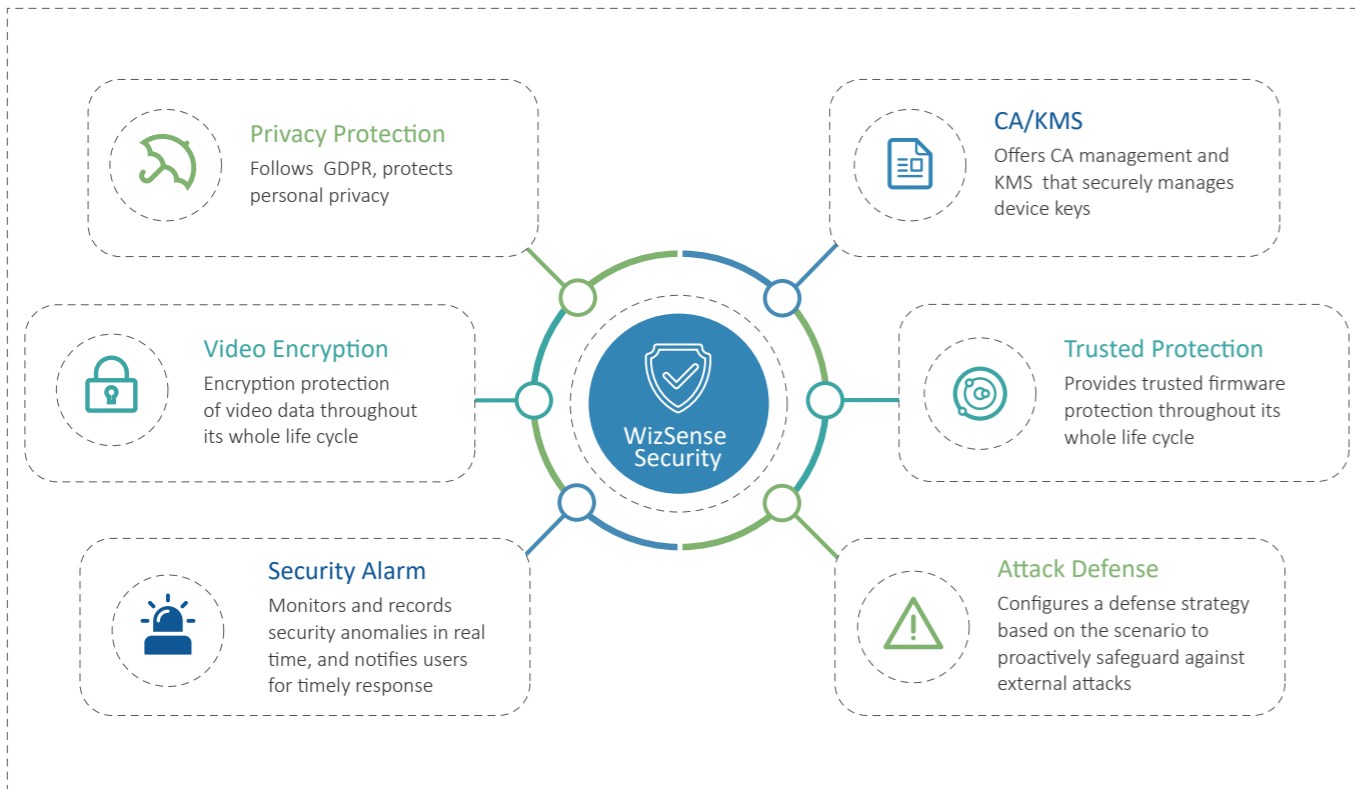 Privacy Protection
Follows GDPR, protects
personal privacy
Video Encryption
Encryption protection
of video data throughout
its whole life cycle
Security Alarm
Monitors and records
security anomalies in real
time, and notifies users
for timely response
WizSense
Security
CA/KMS
Offers CA management and
KMS that securely manages
device keys
Trusted Protection
Provides trusted firmware
protection throughout its
whole life cycle
Attack Defense
Configures a defense strategy
based on the scenario to
proactively safeguard against
external attacks